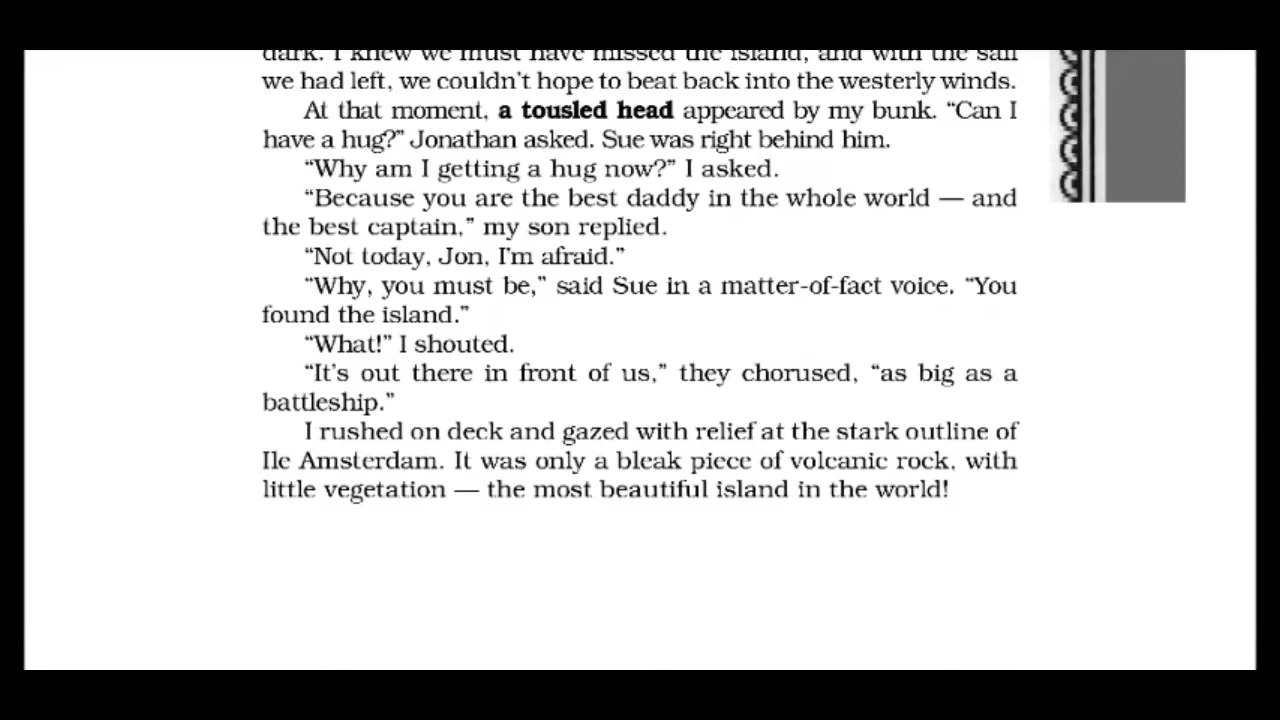 dark. I knew we must have missed the island, and with the sail
we had left, we couldn’t hope to beat back into the westerly winds.
At that moment, a tousled head appeared by my bunk. “Can I
have a hug?” Jonathan asked. Sue was right behind him.
“Why am I getting a hug now?” I asked.
“Because you are the best daddy in the whole world — and
the best captain,” my son replied.
“Not today, Jon, I’m afraid.”
“Why, you must be,” said Sue in a matter-of-fact voice. “You
found the island.”
“What!” I shouted.
“It’s out there in front of us,” they chorused, “as big as a
battleship.”
I rushed on deck and gazed with relief at the stark outline of
Ile Amsterdam. It was only a bleak piece of volcanic rock, with
little vegetation — the most beautiful island in the world!